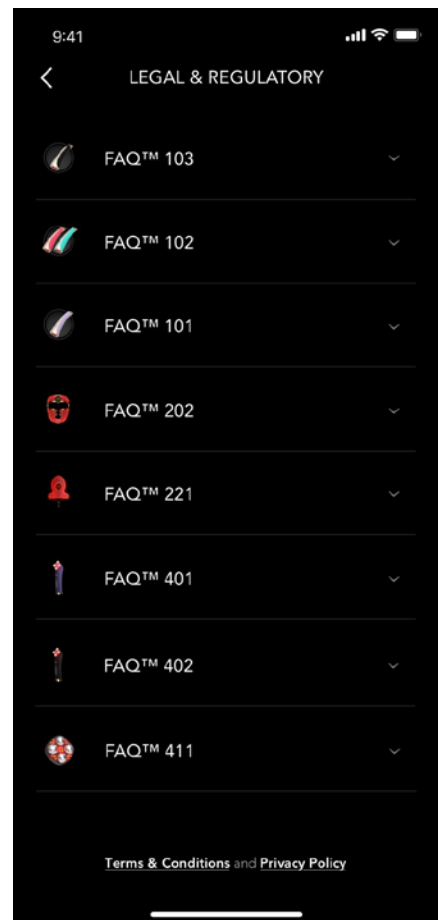 9:41
LEGAL & REGULATORY
FAQ™ 103
FAQ™ 102
FAQ™ 101
FAQ™ 202
FAQ™ 221
FAQ™ 401
FAQ™ 402
FAQ™ 411
Terms & Conditions and Privacy Policy